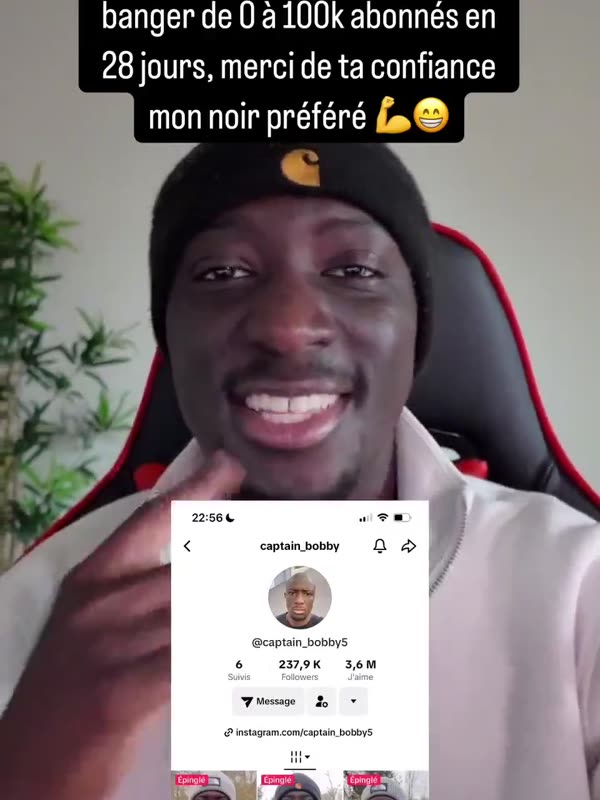 banger de 0 à 100k abonnés en
28 jours, merci de ta confiance
mon noir préféré 💪😁
22:56
captain_bobby
@captain_bobby5
6 237,9 K 3,6 M
Suivis Followers J'aime
Message
instagram.com/captain_bobby5
Épinglé Épinglé Épinglé